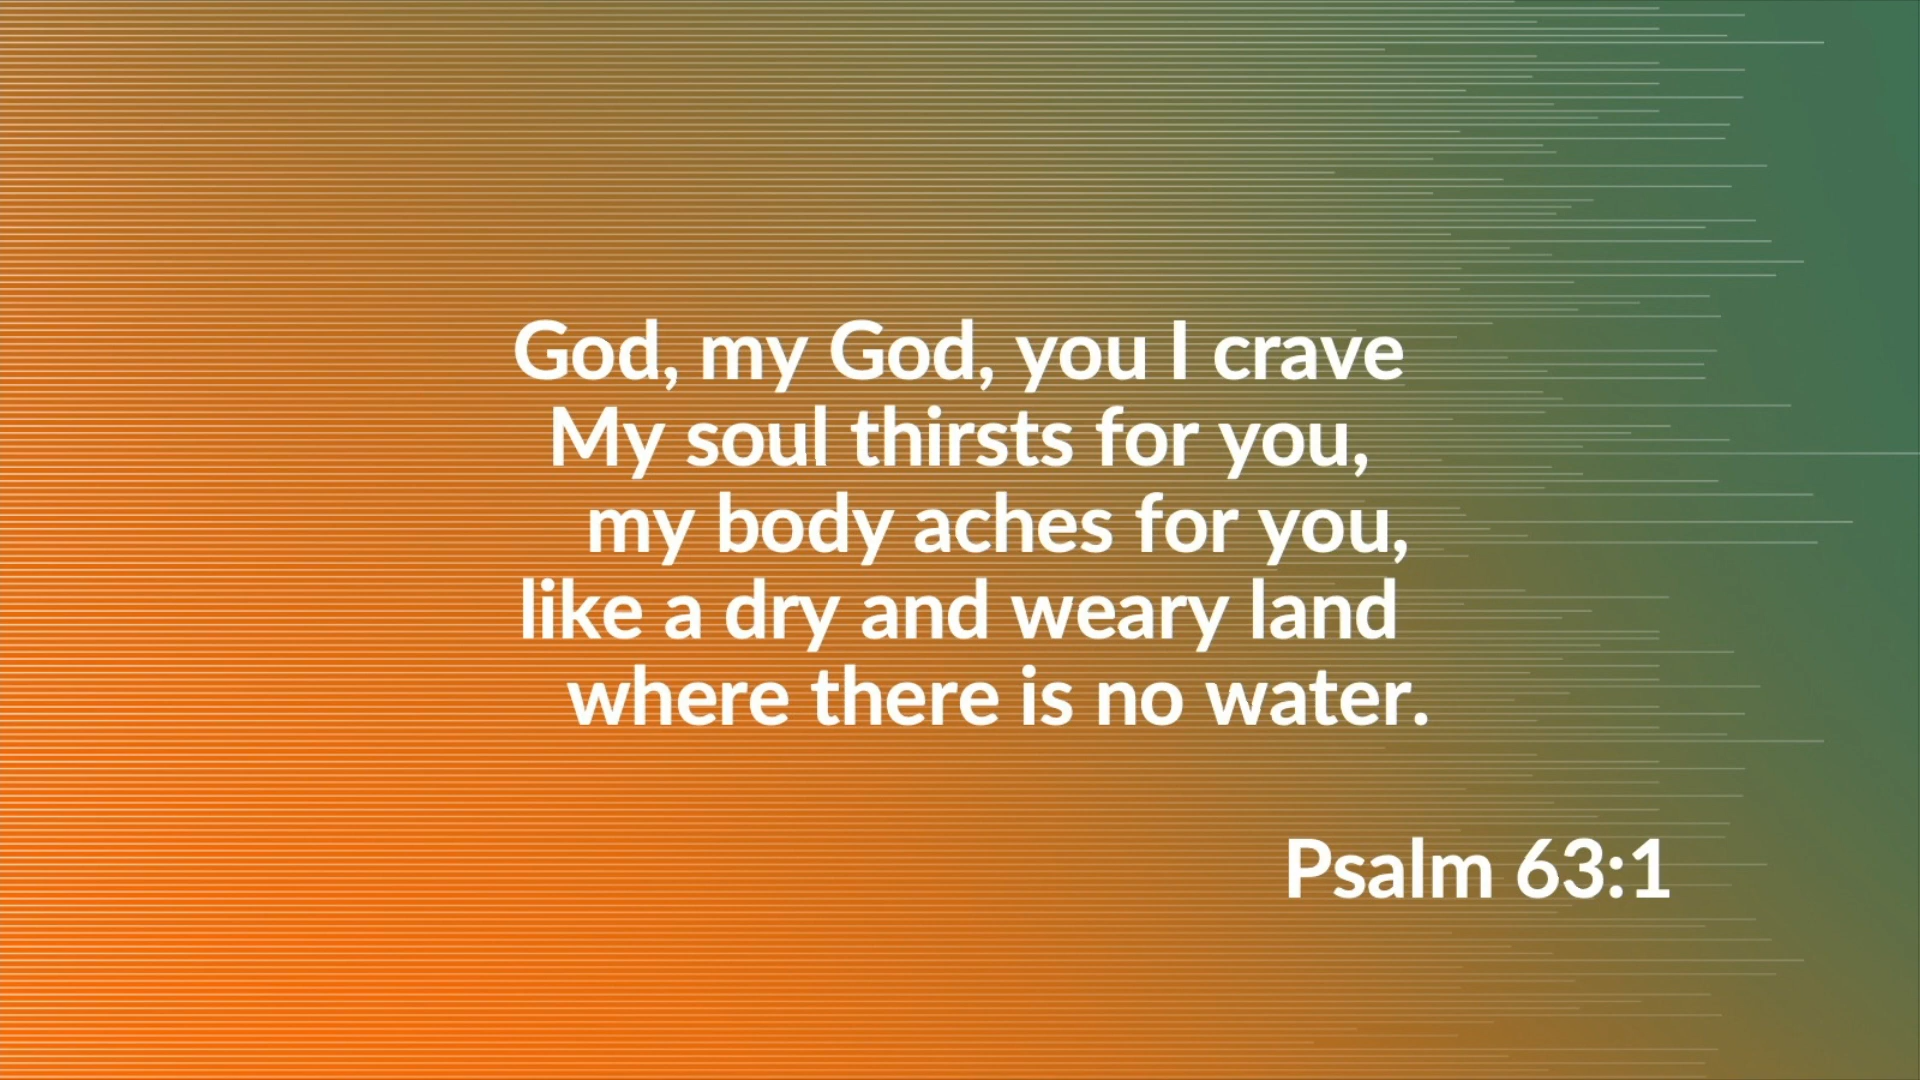 God, my God, you I crave
My soul thirsts for you,
my body aches for you,
like a dry and weary land
where there is no water.
Psalm 63:1